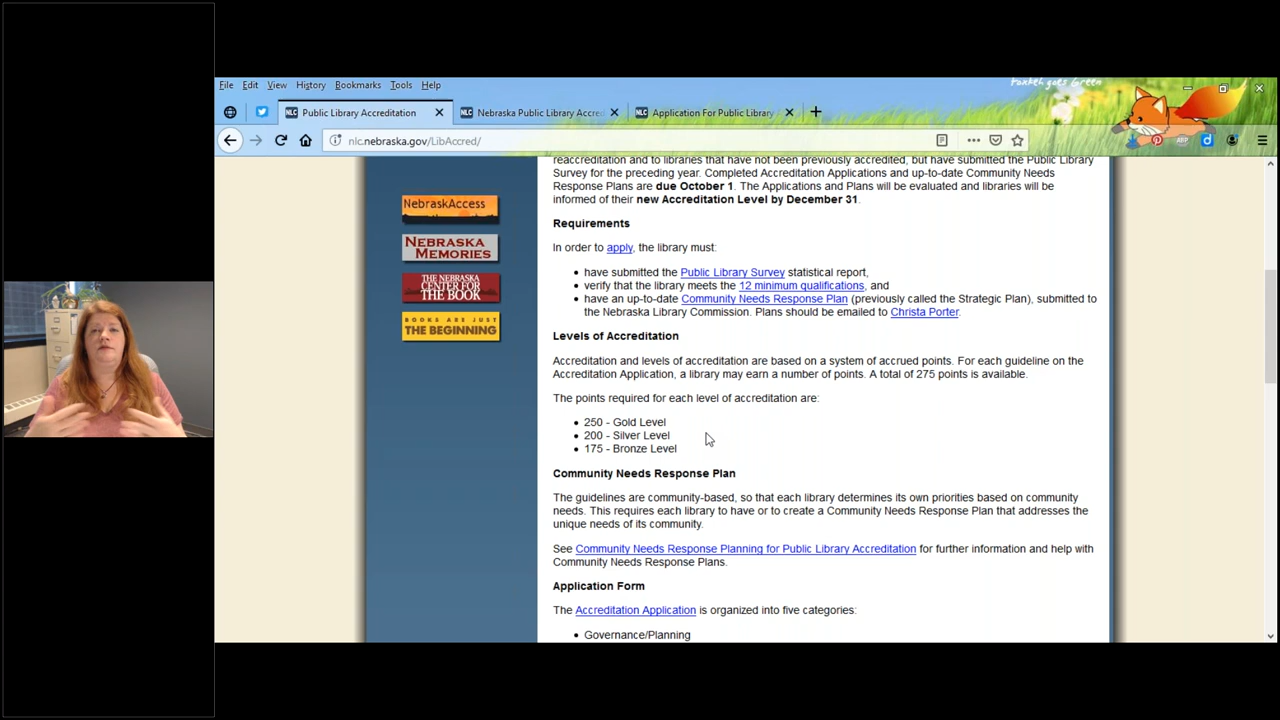 Foxkeh goes Green
File Edit View History Bookmarks Tools Help
Public Library Accreditation
Nebraska Public Library Accred
Application For Public Library
nlc.nebraska.gov/LibAccred/
NebraskAccess
NEBRASKA
MEMORIES
THE NEBRASKA
CENTER FOR
THE BOOK
BOOKS ARE JUST
THE BEGINNING
reaccreditation and to libraries that have not been previously accredited, but have submitted the Public Library
Survey for the preceding year. Completed Accreditation Applications and up-to-date Community Needs
Response Plans are due October 1. The Applications and Plans will be evaluated and libraries will be
informed of their new Accreditation Level by December 31.
Requirements
In order to apply, the library must:
• have submitted the Public Library Survey statistical report,
• verify that the library meets the 12 minimum qualifications, and
• have an up-to-date Community Needs Response Plan (previously called the Strategic Plan), submitted to
the Nebraska Library Commission. Plans should be emailed to Christa Porter.
Levels of Accreditation
Accreditation and levels of accreditation are based on a system of accrued points. For each guideline on the
Accreditation Application, a library may earn a number of points. A total of 275 points is available.
The points required for each level of accreditation are:
• 250 - Gold Level
• 200 - Silver Level
• 175 - Bronze Level
Community Needs Response Plan
The guidelines are community-based, so that each library determines its own priorities based on community
needs. This requires each library to have or to create a Community Needs Response Plan that addresses the
unique needs of its community.
See Community Needs Response Planning for Public Library Accreditation for further information and help with
Community Needs Response Plans.
Application Form
The Accreditation Application is organized into five categories:
• Governance/Planning